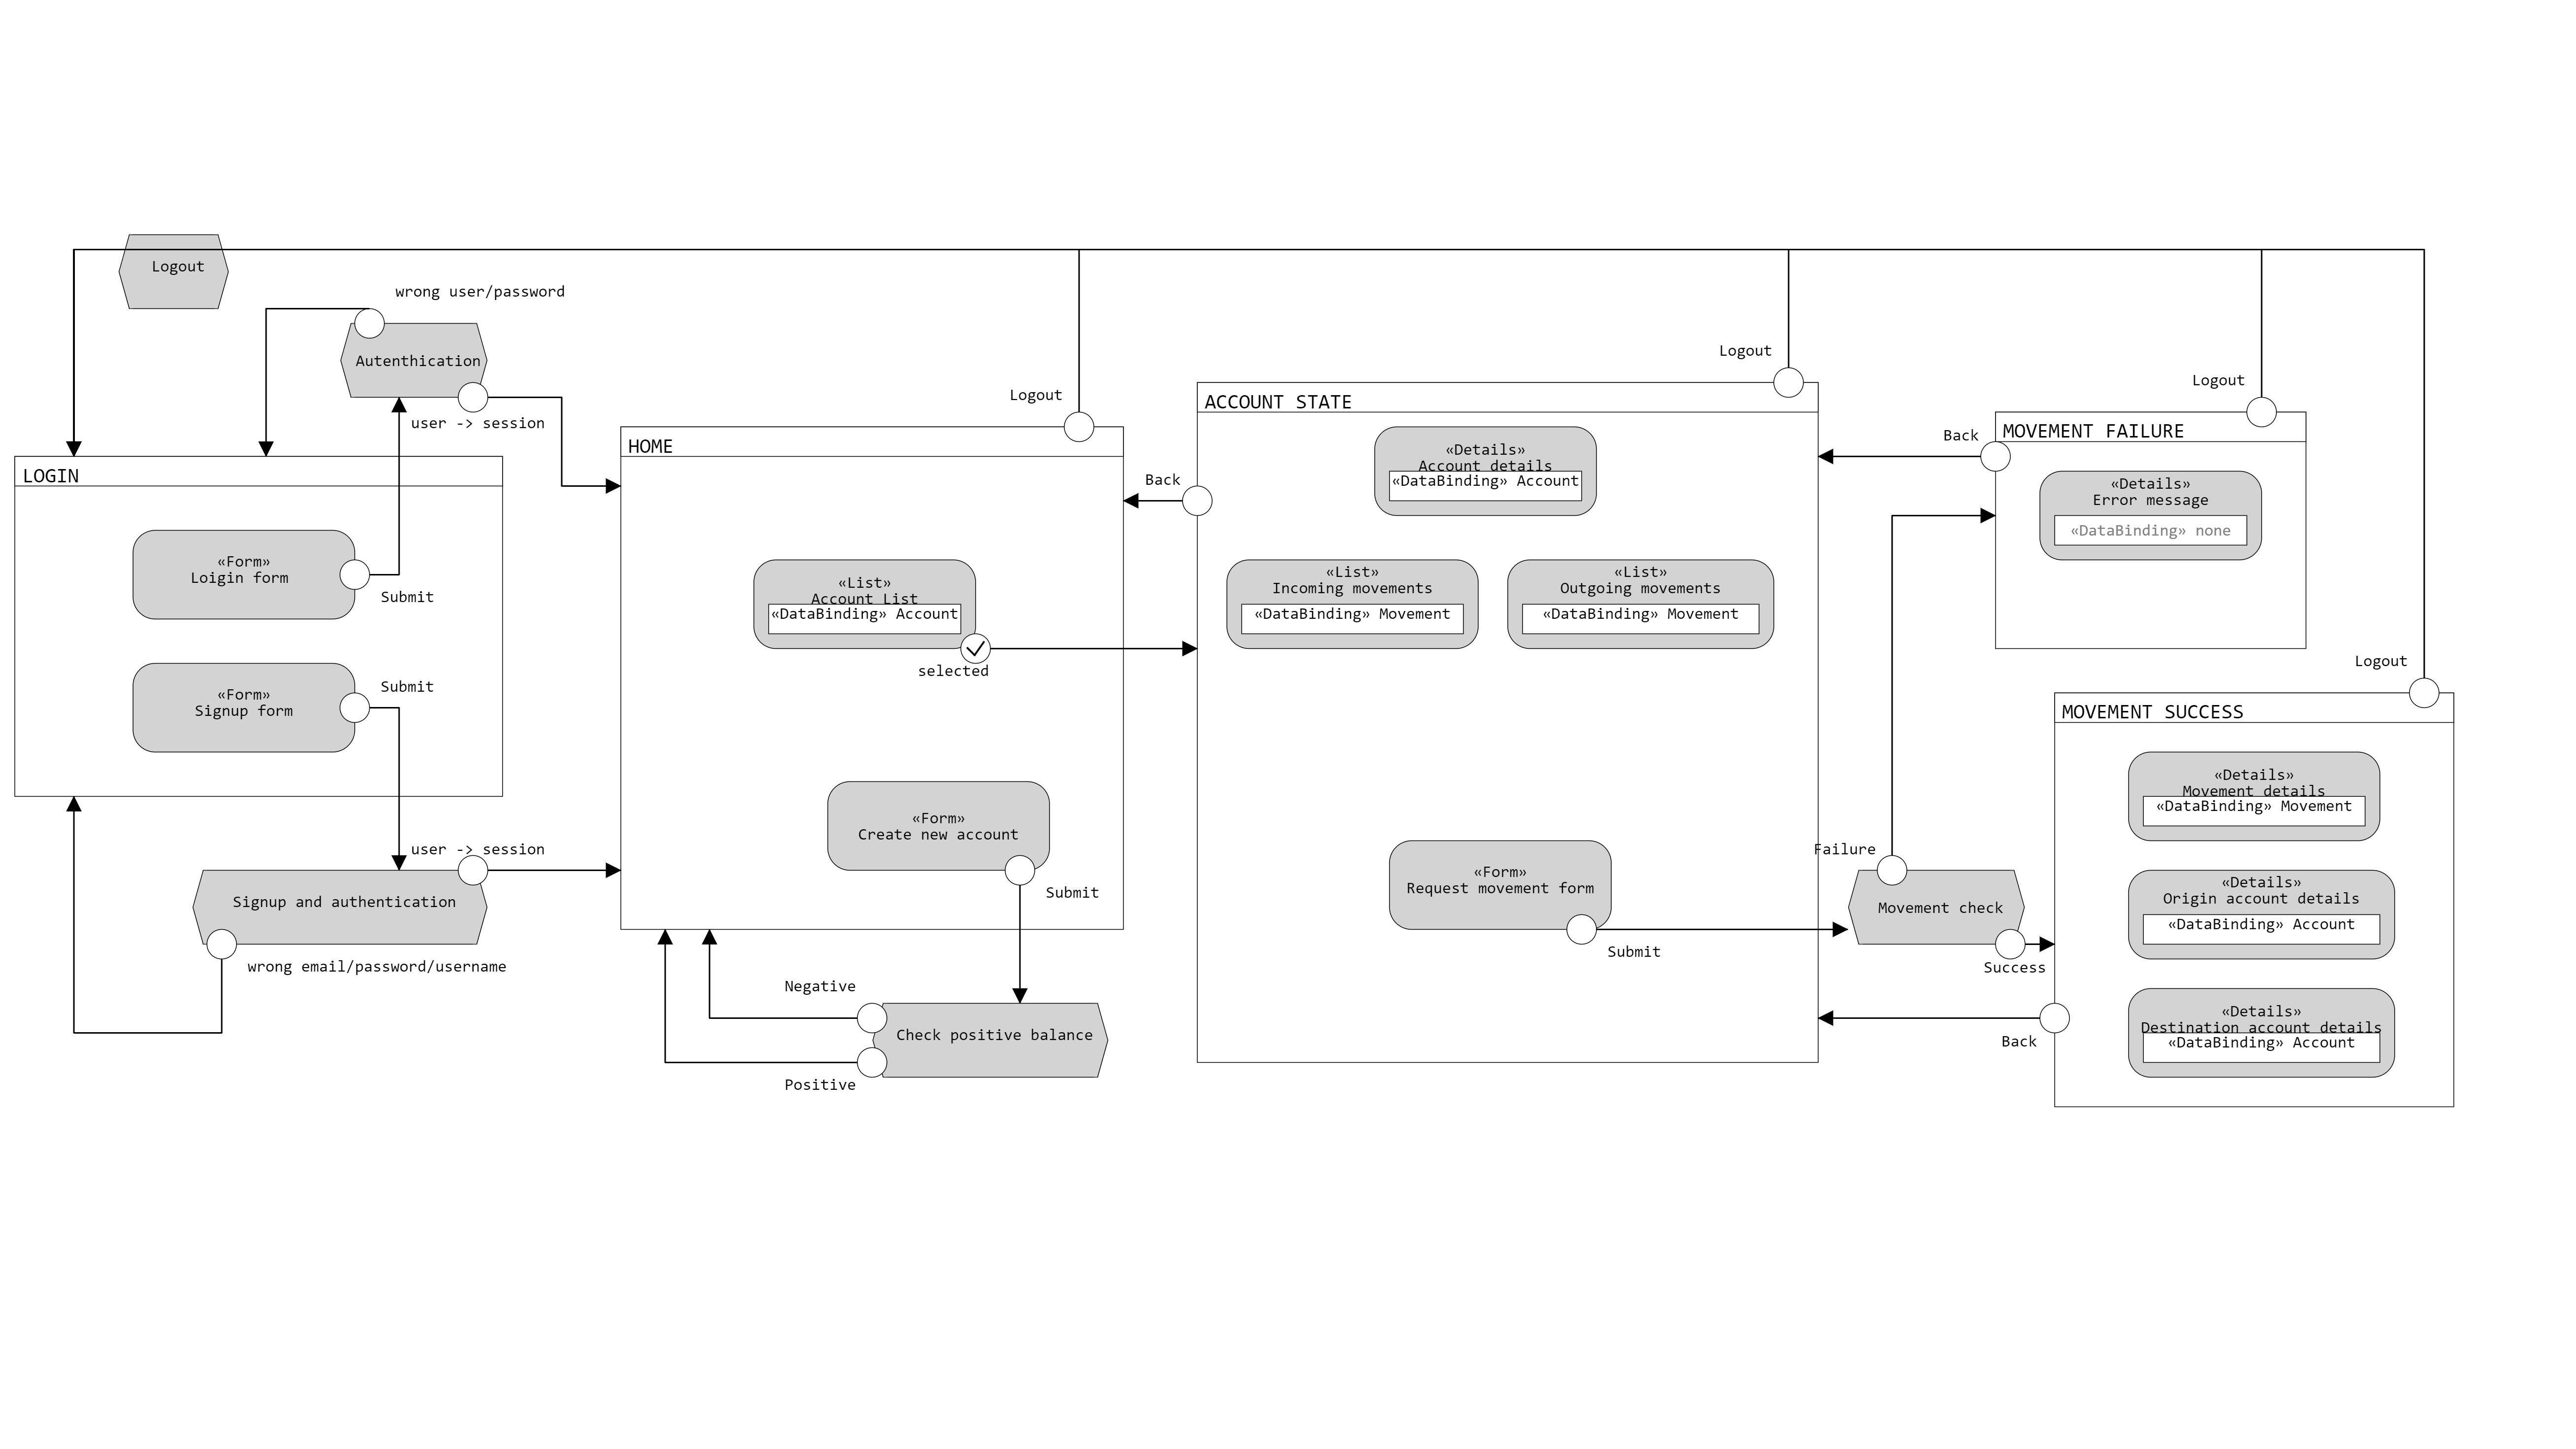 Logout
wrong user/password
Autenthication
user -> session
LOGIN
«Form»
Loigin form
Submit
«Form»
Signup form
Submit
user -> session
Signup and authentication
wrong email/password/username
Logout
HOME
«List»
Account List
«DataBinding» Account
selected
«Form»
Create new account
Submit
Negative
Check positive balance
Positive
Back
Logout
ACCOUNT STATE
«Details»
Account details
«DataBinding» Account
«List»
Incoming movements
«DataBinding» Movement
«List»
Outgoing movements
«DataBinding» Movement
«Form»
Request movement form
Submit
Failure
Movement check
Success
Back
Logout
MOVEMENT FAILURE
«Details»
Error message
«DataBinding» none
Logout
MOVEMENT SUCCESS
«Details»
Movement details
«DataBinding» Movement
«Details»
Origin account details
«DataBinding» Account
«Details»
Destination account details
«DataBinding» Account
Back